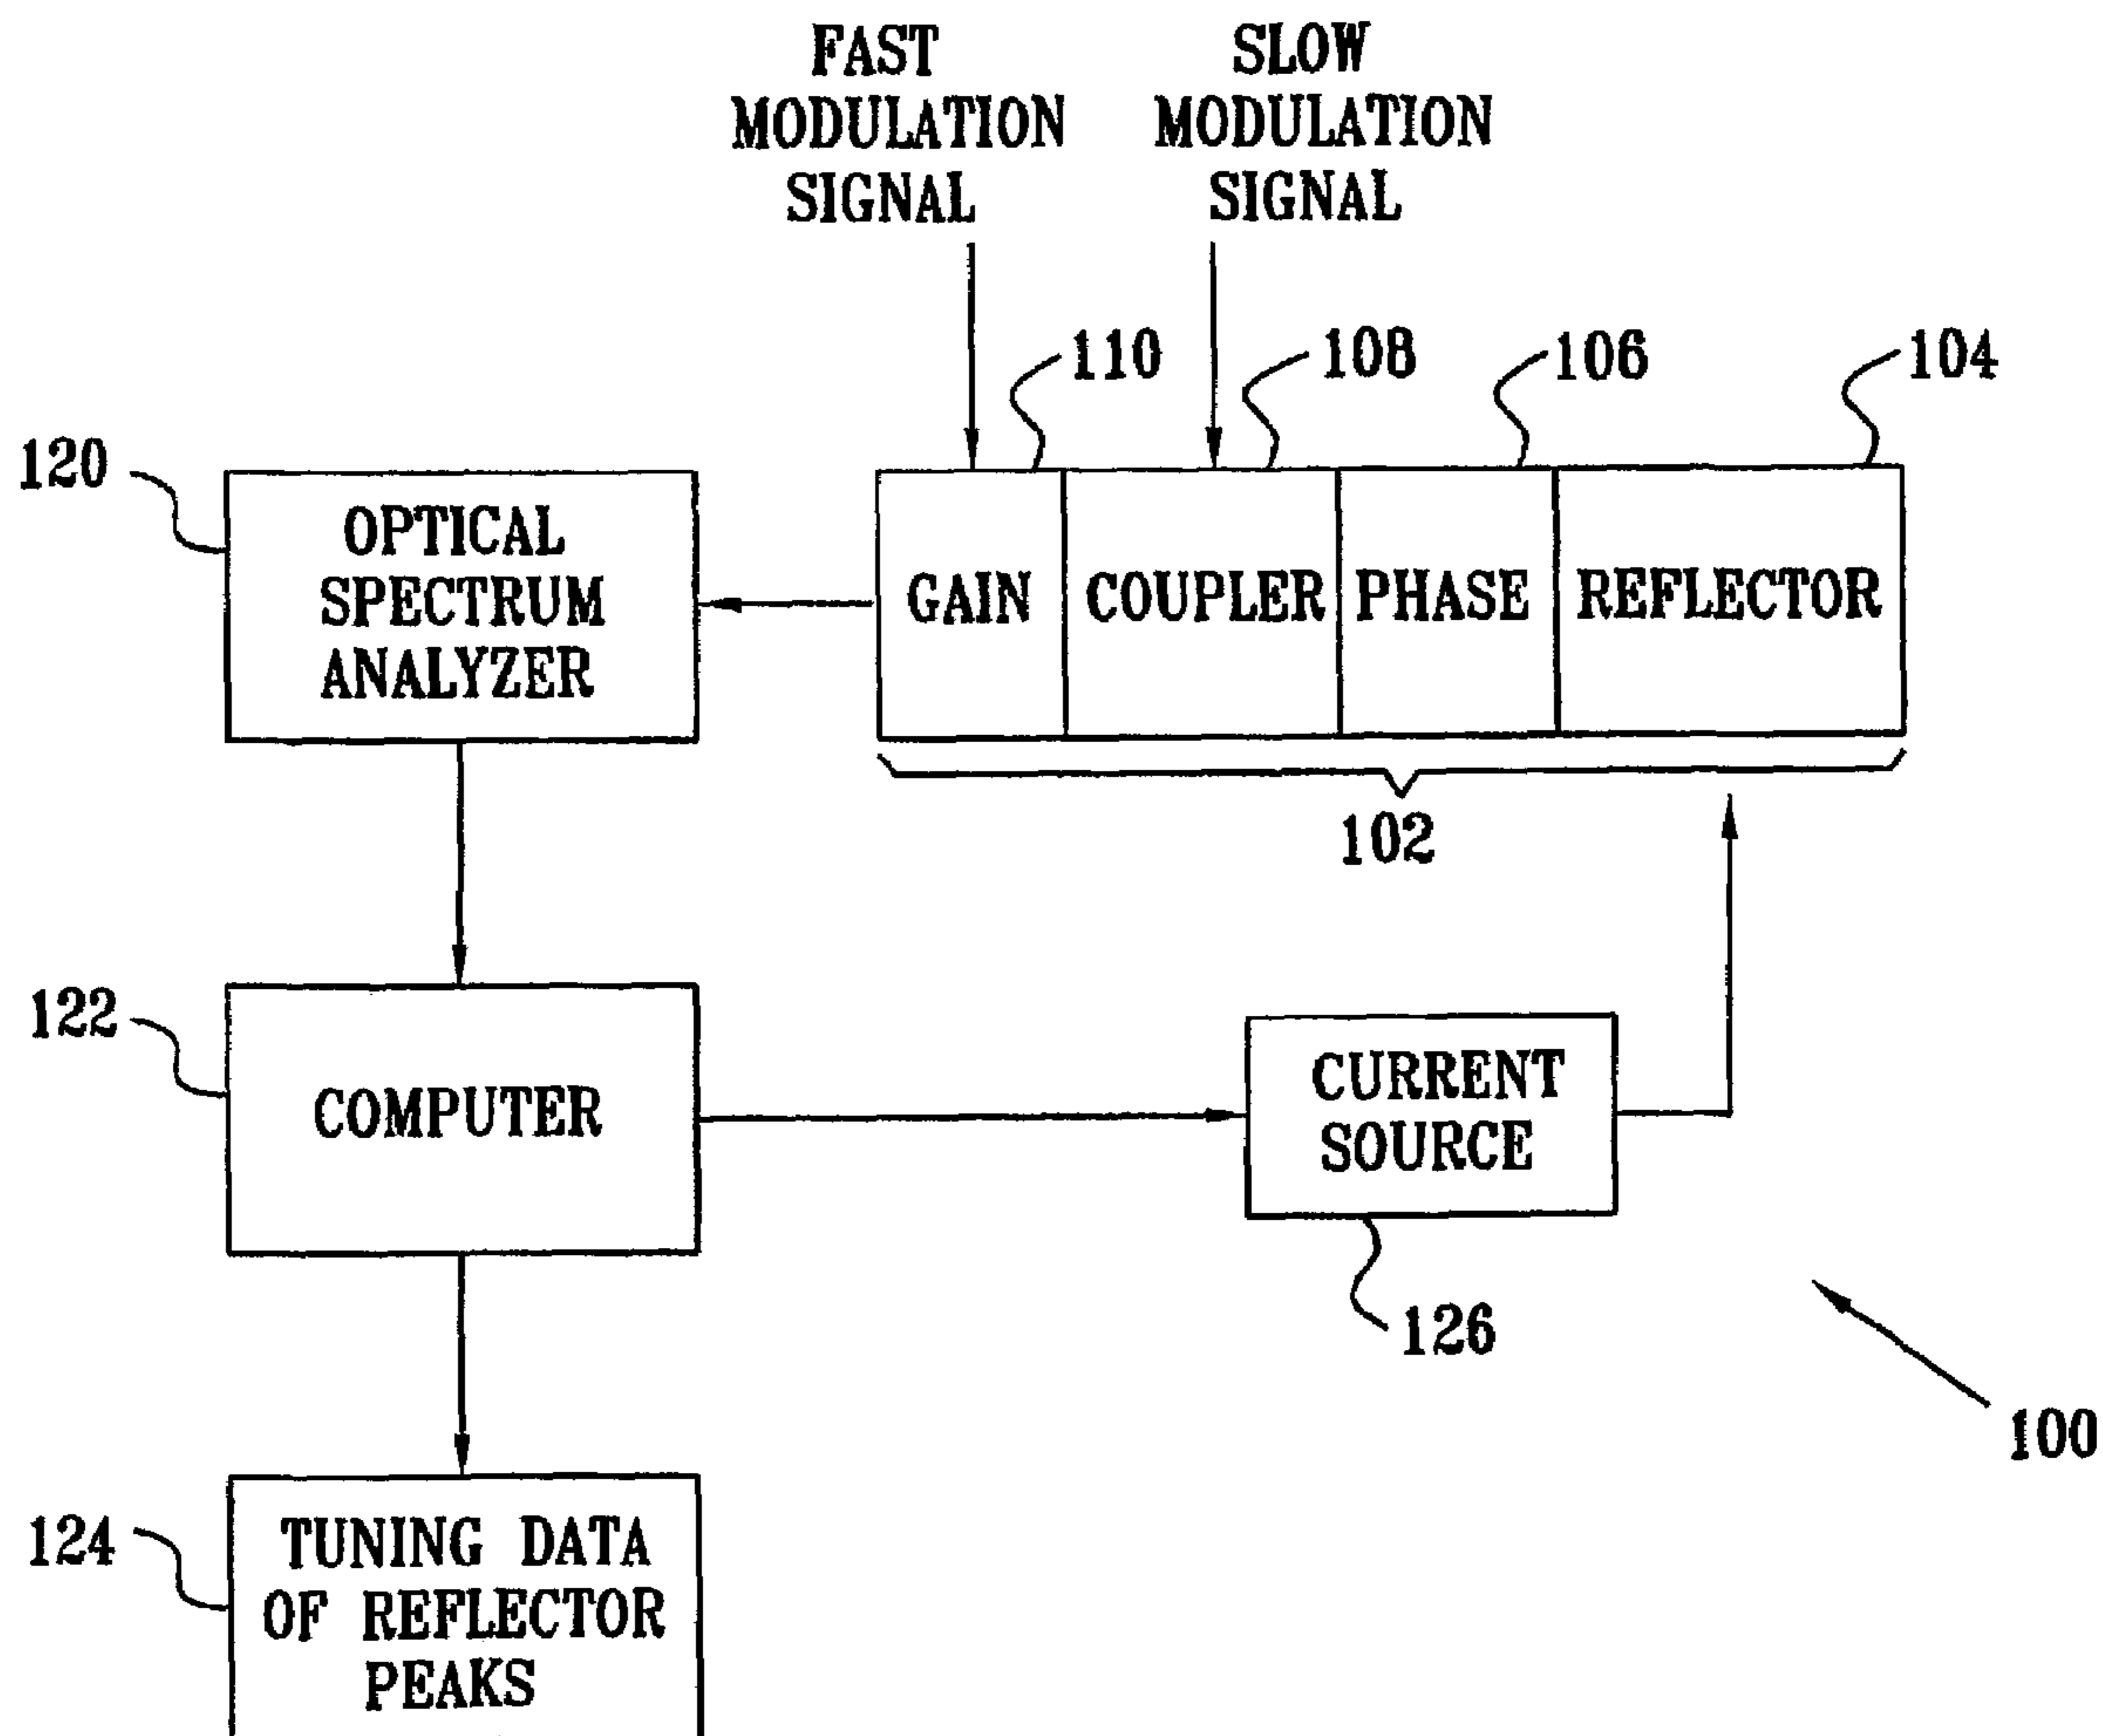 FAST
MODULATION
SIGNAL
SLOW
MODULATION
SIGNAL
110
108
106
104
120
OPTICAL
SPECTRUM
ANALYZER
GAIN
COUPLER
PHASE
REFLECTOR
102
122
COMPUTER
CURRENT
SOURCE
126
100
124
TUNING DATA
OF REFLECTOR
PEAKS